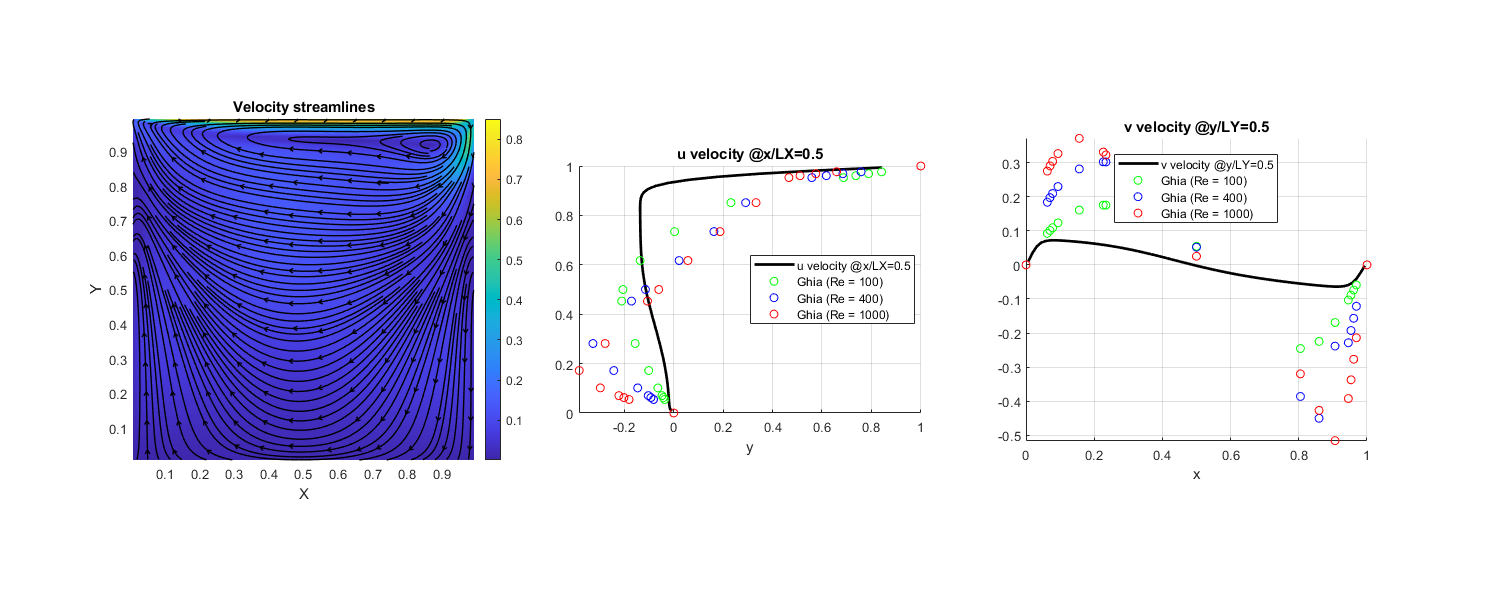 Velocity streamlines
Y
0.9
0.8
0.7
0.6
0.5
0.4
0.3
0.2
0.1
0.1 0.2 0.3 0.4 0.5 0.6 0.7 0.8 0.9
X
0.8
0.7
0.6
0.5
0.4
0.3
0.2
0.1
u velocity @x/LX=0.5
1
0.8
0.6
0.4
0.2
0
-0.2 0 0.2 0.4 0.6 0.8 1
y
u velocity @x/LX=0.5
Ghia (Re = 100)
Ghia (Re = 400)
Ghia (Re = 1000)
v velocity @y/LY=0.5
0.3
0.2
0.1
0
-0.1
-0.2
-0.3
-0.4
-0.5
0 0.2 0.4 0.6 0.8 1
x
v velocity @y/LY=0.5
Ghia (Re = 100)
Ghia (Re = 400)
Ghia (Re = 1000)